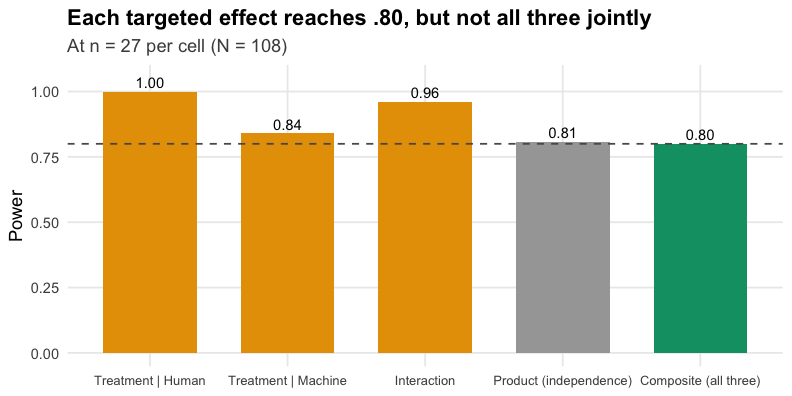 Each targeted effect reaches .80, but not all three jointly
At n = 27 per cell (N = 108)
Power
1.00
0.75
0.50
0.25
0.00
1.00
0.84
0.96
0.81
0.80
Treatment | Human
Treatment | Machine
Interaction
Product (independence)
Composite (all three)